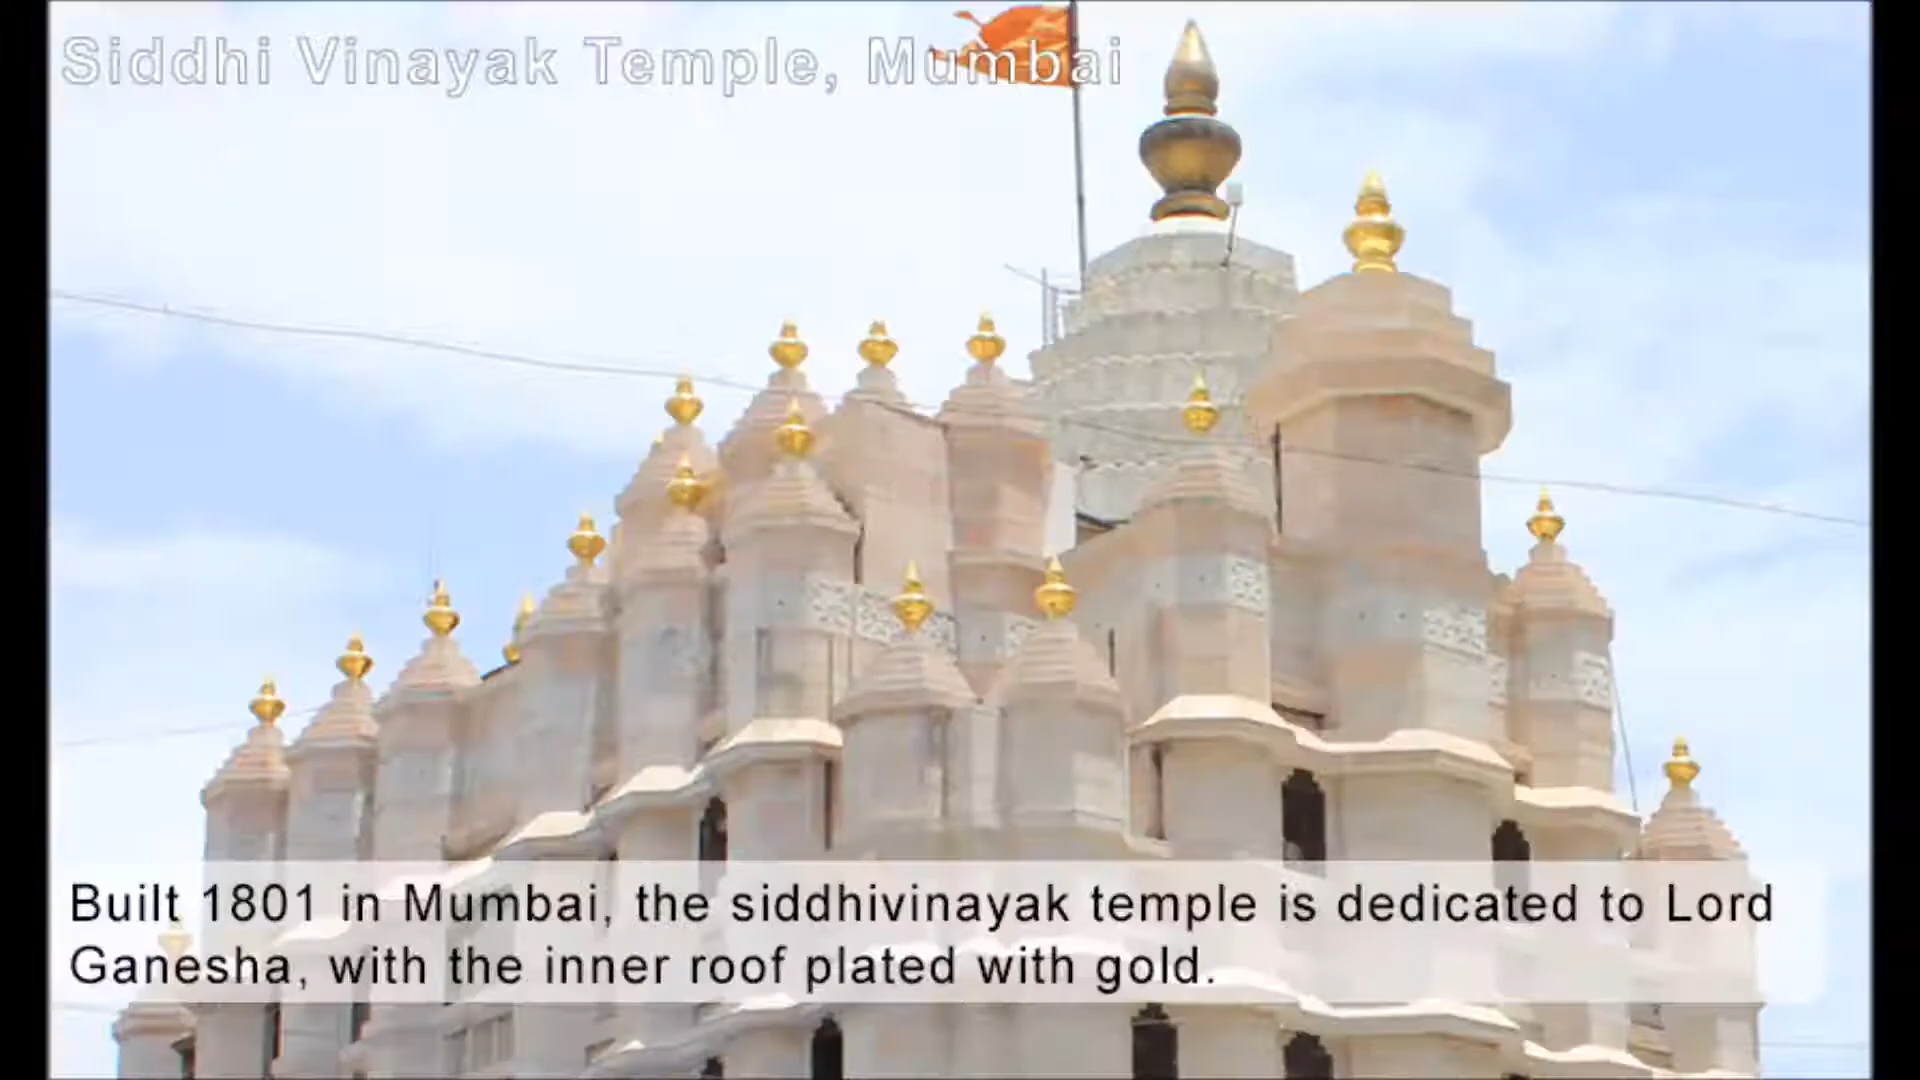 Siddhi Vinayak Temple, Mumbai
Built 1801 in Mumbai, the siddhivinayak temple is dedicated to Lord
Ganesha, with the inner roof plated with gold.